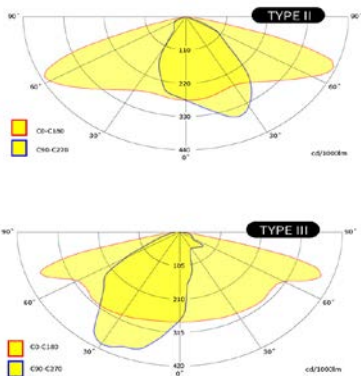 TYPE II
90° 90°
110
220
60° 60°
330
C0-C180
30° 30°
C90-C270
440
0° cd/1000lm
TYPE III
90° 90°
105
210
60° 60°
315
C0-C180
30° 30°
C90-C270
420
0° cd/1000lm